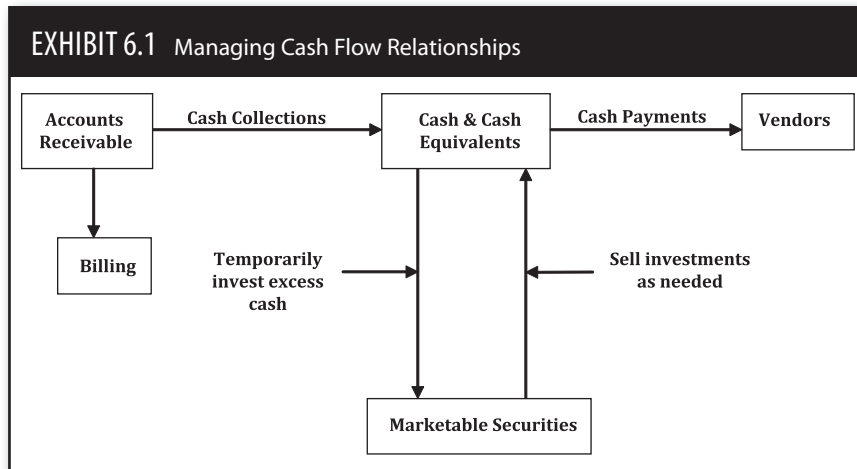 EXHIBIT 6.1 Managing Cash Flow Relationships
Accounts
Receivable
Cash Collections
Cash & Cash
Equivalents
Cash Payments
Vendors
Billing
Temporarily
invest excess
cash
Sell investments
as needed
Marketable Securities